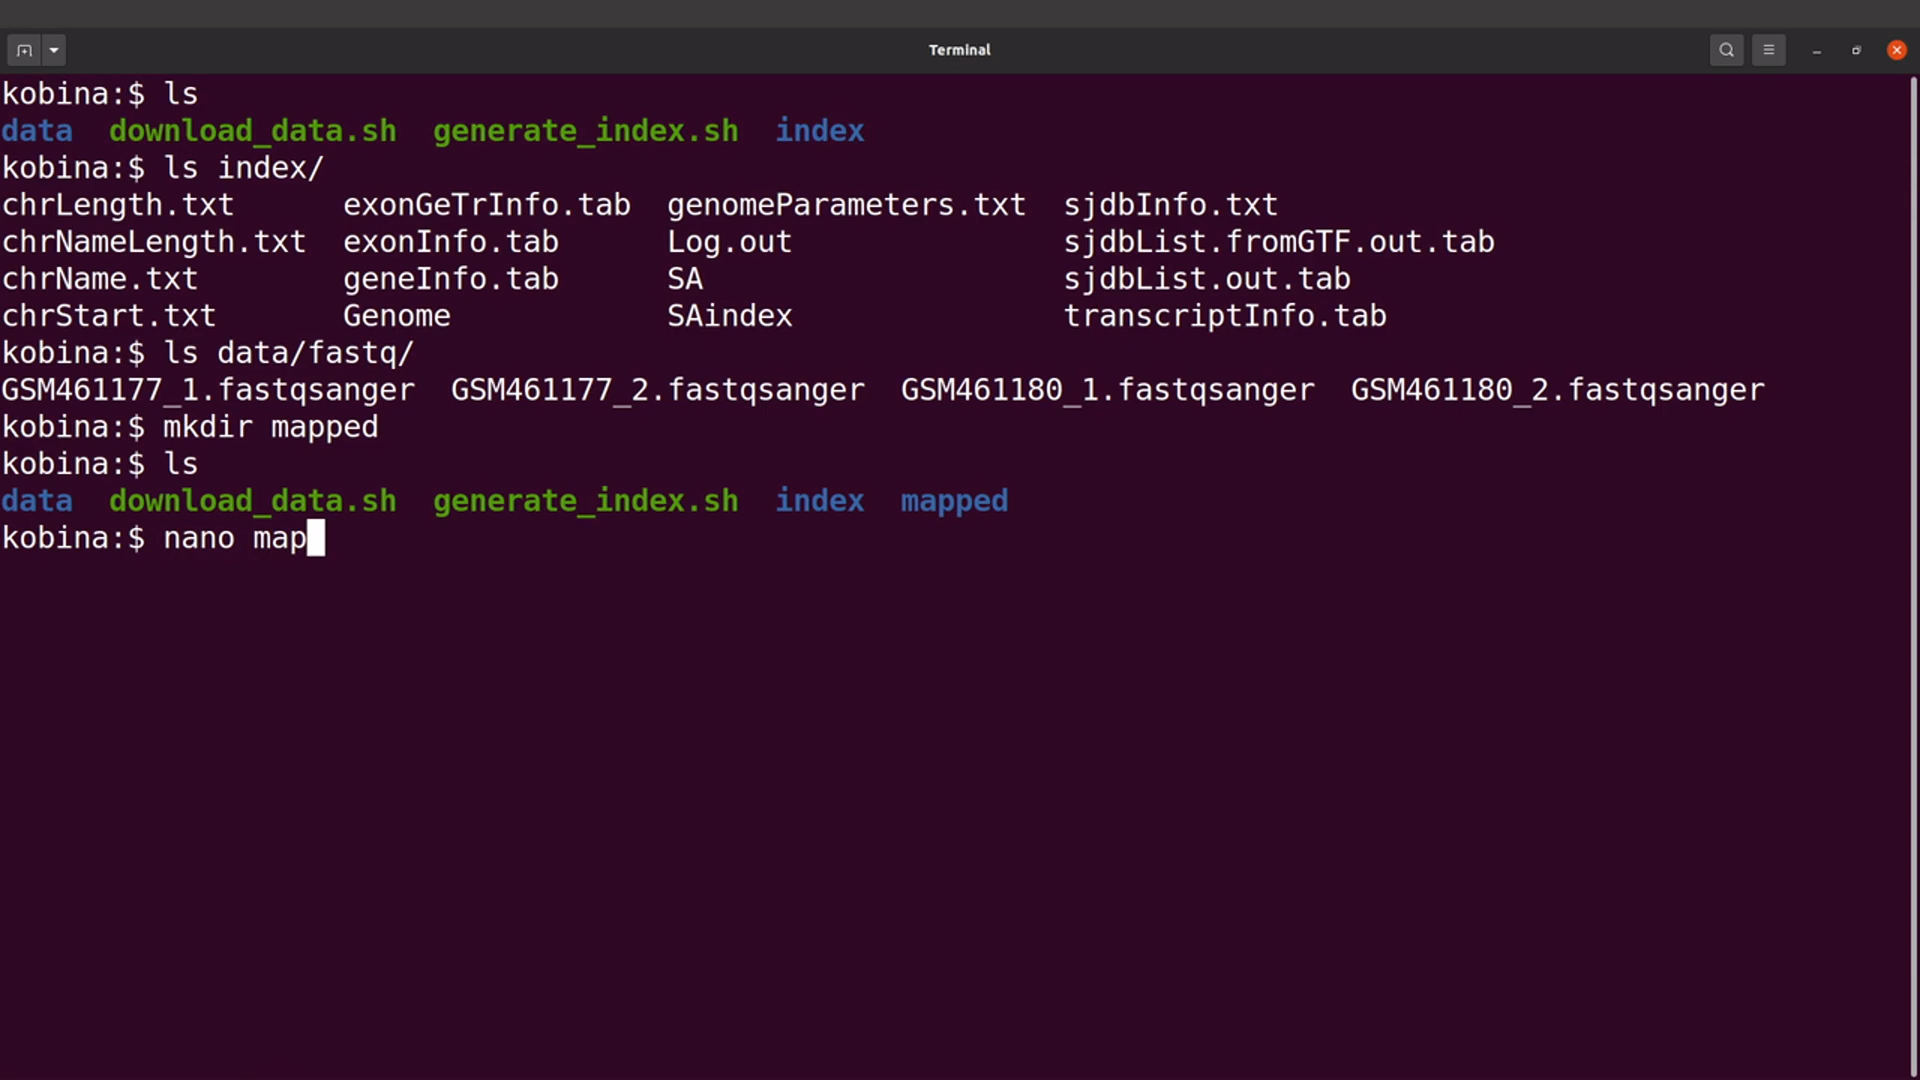 Terminal
kobina:$ ls
data  download_data.sh  generate_index.sh  index
kobina:$ ls index/
chrLength.txt      exonGeTrInfo.tab  genomeParameters.txt  sjdbInfo.txt
chrNameLength.txt  exonInfo.tab      Log.out               sjdbList.fromGTF.out.tab
chrName.txt        geneInfo.tab      SA                    sjdbList.out.tab
chrStart.txt       Genome            SAindex               transcriptInfo.tab
kobina:$ ls data/fastq/
GSM461177_1.fastqsanger  GSM461177_2.fastqsanger  GSM461180_1.fastqsanger  GSM461180_2.fastqsanger
kobina:$ mkdir mapped
kobina:$ ls
data  download_data.sh  generate_index.sh  index  mapped
kobina:$ nano map